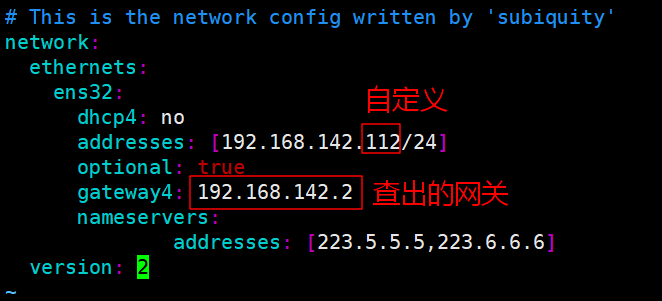 # This is the network config written by 'subiquity'
network:
  ethernets:
    ens32:
自定义
      dhcp4: no
      addresses: [192.168.142.112/24]
      optional: true
      gateway4: 192.168.142.2 查出的网关
      nameservers:
              addresses: [223.5.5.5,223.6.6.6]
  version: 2
~